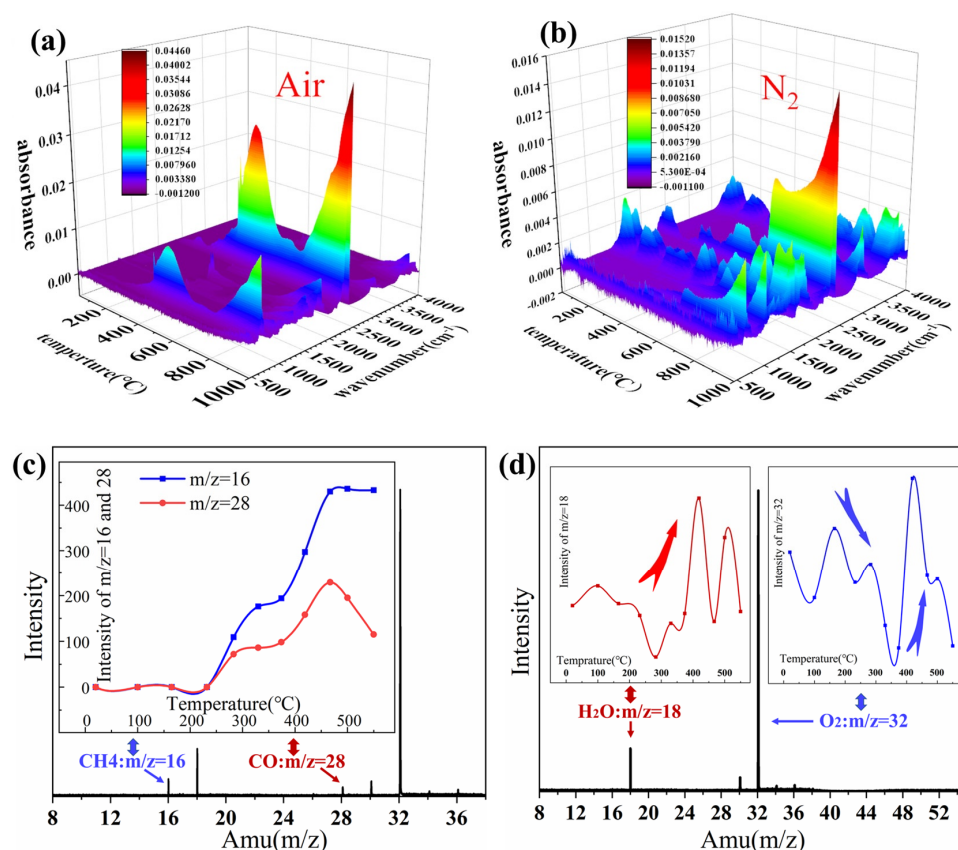 (a)
Air
0.04460
0.04002
0.03544
0.03086
0.02628
0.02170
0.01712
0.01254
0.007960
0.003380
-0.001200
absorbance
0.04
0.03
0.02
0.01
0.00
200
400
600
800
1000
temperture(℃)
500
1000
1500
2000
2500
3000
3500
4000
wavenumber(cm⁻¹)
(b)
N₂
0.01520
0.01357
0.01194
0.01031
0.008680
0.007050
0.005420
0.003790
0.002160
5.300E-04
-0.001100
absorbance
0.016
0.014
0.012
0.010
0.008
0.006
0.004
0.002
0.000
-0.002
200
400
600
800
1000
temperature(℃)
500
1000
1500
2000
2500
3000
3500
4000
wavenumber(cm⁻¹)
(c)
Intensity
Intensity of m/z=16 and 28
m/z=16
m/z=28
400
300
200
100
0
0 100 200 300 400 500
Temperature(℃)
CH4:m/z=16
CO:m/z=28
8 12 16 20 24 28 32 36
Amu(m/z)
(d)
Intensity
Intensity of m/z=18
Temprature(℃)
0 100 200 300 400 500
H₂O:m/z=18
Intensity of m/z=32
Temprature(℃)
0 100 200 300 400 500
O₂:m/z=32
8 12 16 20 24 28 32 36 40 44 48 52
Amu(m/z)